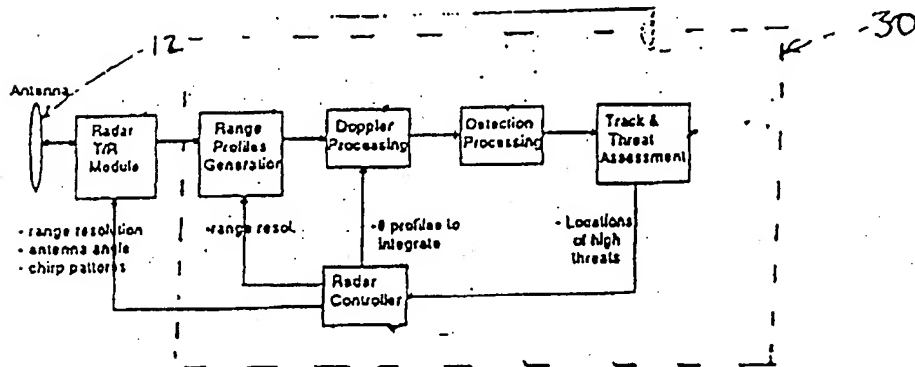 12
30
Antenna
Radar
T/R
Module
Range
Profiles
Generation
Doppler
Processing
Detection
Processing
Track &
Threat
Assessment
- range resolution
- antenna angle
- chirp patterns
-range resol.
-# profiles to
integrate
- Locations
of high
threats
Radar
Controller